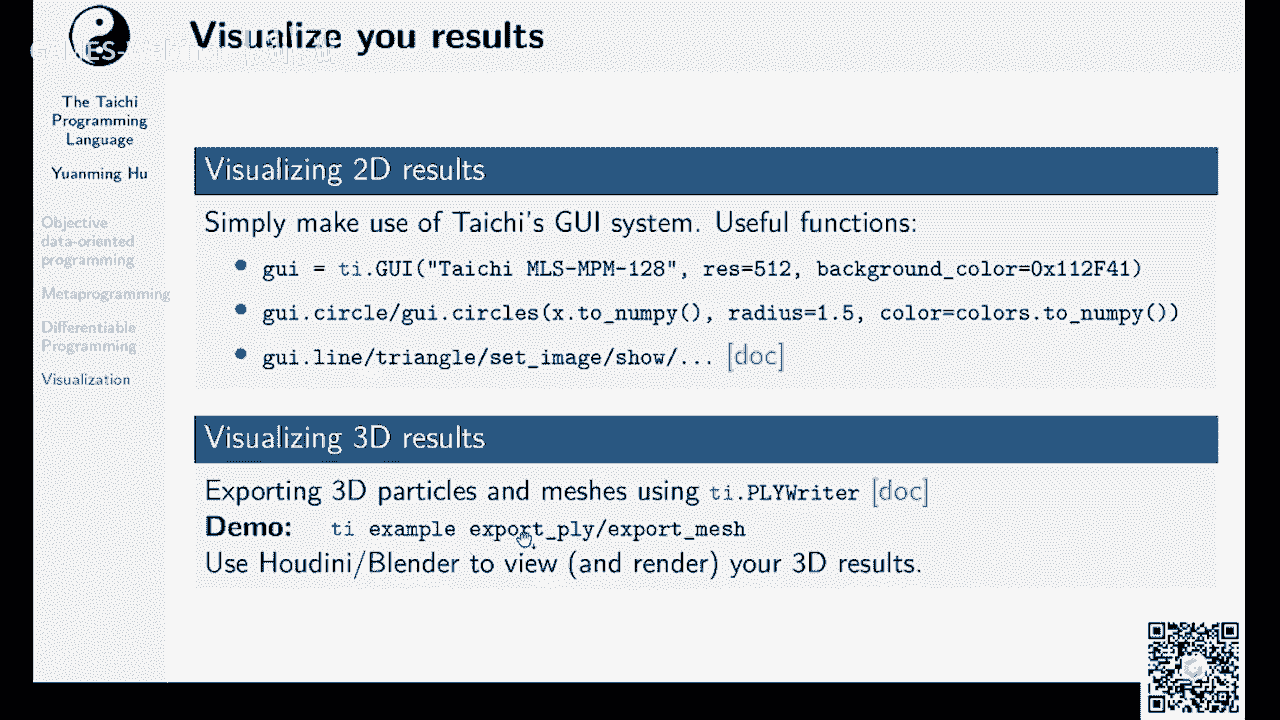 Visualize you results
The Taichi
Programming
Language
Yuanming Hu
Objective
data-oriented
programming
Metaprogramming
Differentiable
Programming
Visualization
Visualizing 2D results
Simply make use of Taichi's GUI system. Useful functions:
• gui = ti.GUI("Taichi MLS-MPM-128", res=512, background_color=0x112F41)
• gui.circle/gui.circles(x.to_numpy(), radius=1.5, color=colors.to_numpy())
• gui.line/triangle/set_image/show/... [doc]
Visualizing 3D results
Exporting 3D particles and meshes using ti.PLYWriter [doc]
Demo: ti example export_ply/export_mesh
Use Houdini/Blender to view (and render) your 3D results.